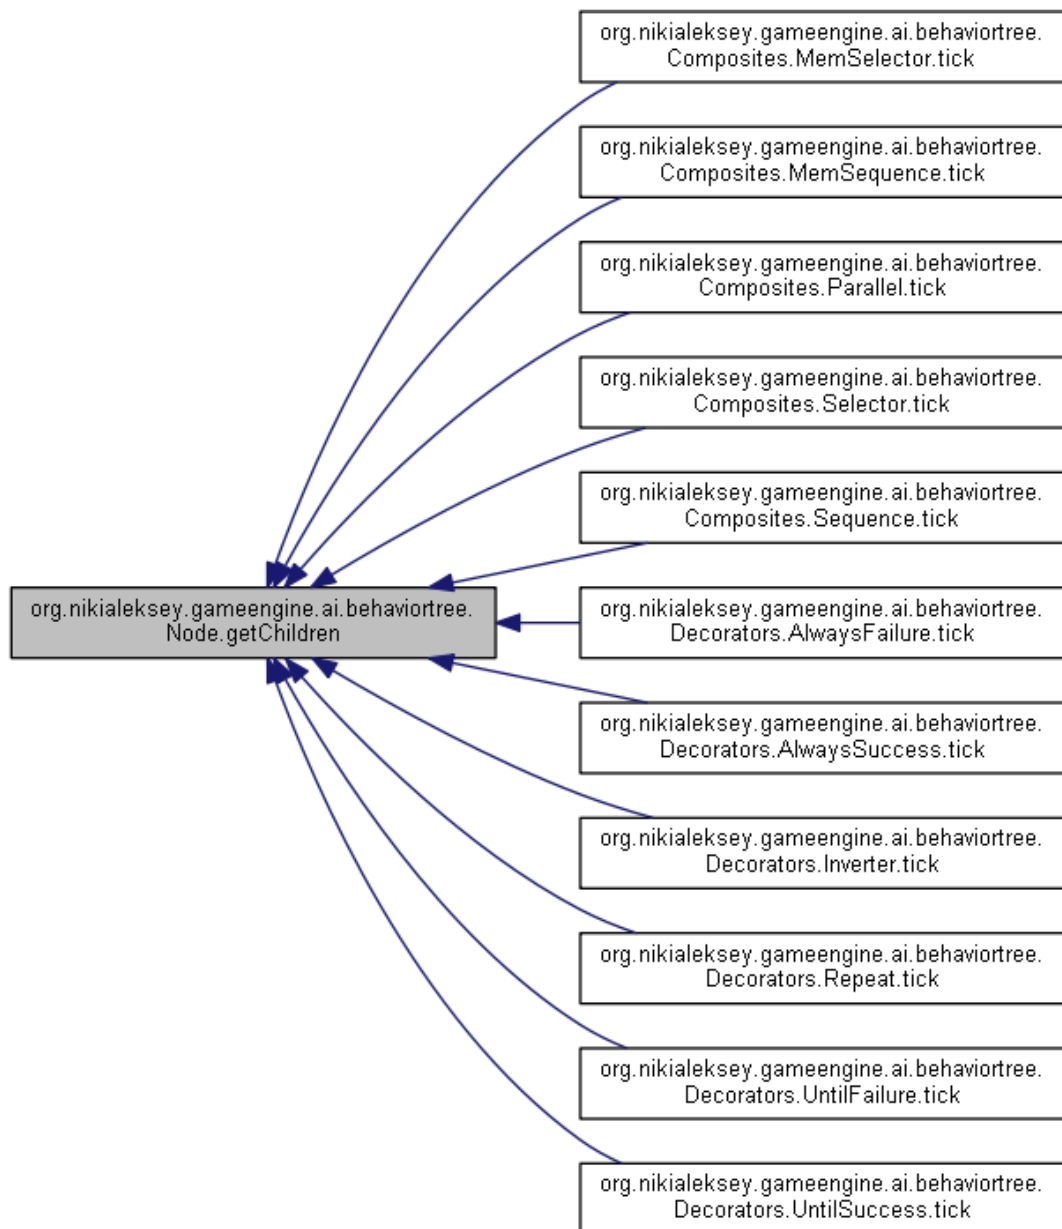 org.nikialeksey.gameengine.ai.behaviortree.
Composites.MemSelector.tick
org.nikialeksey.gameengine.ai.behaviortree.
Composites.MemSequence.tick
org.nikialeksey.gameengine.ai.behaviortree.
Composites.Parallel.tick
org.nikialeksey.gameengine.ai.behaviortree.
Composites.Selector.tick
org.nikialeksey.gameengine.ai.behaviortree.
Composites.Sequence.tick
org.nikialeksey.gameengine.ai.behaviortree.
Node.getChildren
org.nikialeksey.gameengine.ai.behaviortree.
Decorators.AlwaysFailure.tick
org.nikialeksey.gameengine.ai.behaviortree.
Decorators.AlwaysSuccess.tick
org.nikialeksey.gameengine.ai.behaviortree.
Decorators.Inverter.tick
org.nikialeksey.gameengine.ai.behaviortree.
Decorators.Repeat.tick
org.nikialeksey.gameengine.ai.behaviortree.
Decorators.UntilFailure.tick
org.nikialeksey.gameengine.ai.behaviortree.
Decorators.UntilSuccess.tick